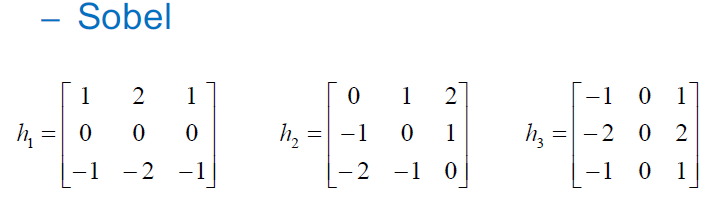 – Sobel
h₁ = [1 2 1; 0 0 0; −1 −2 −1] h₂ = [0 1 2; −1 0 1; −2 −1 0] h₃ = [−1 0 1; −2 0 2; −1 0 1]